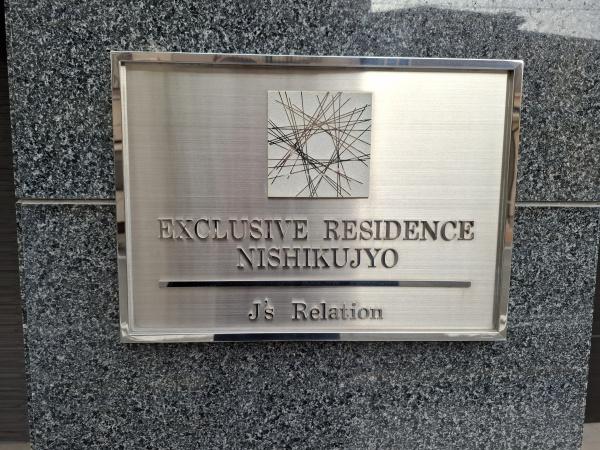 EXCLUSIVE RESIDENCE
NISHIKUJYO
J's Relation